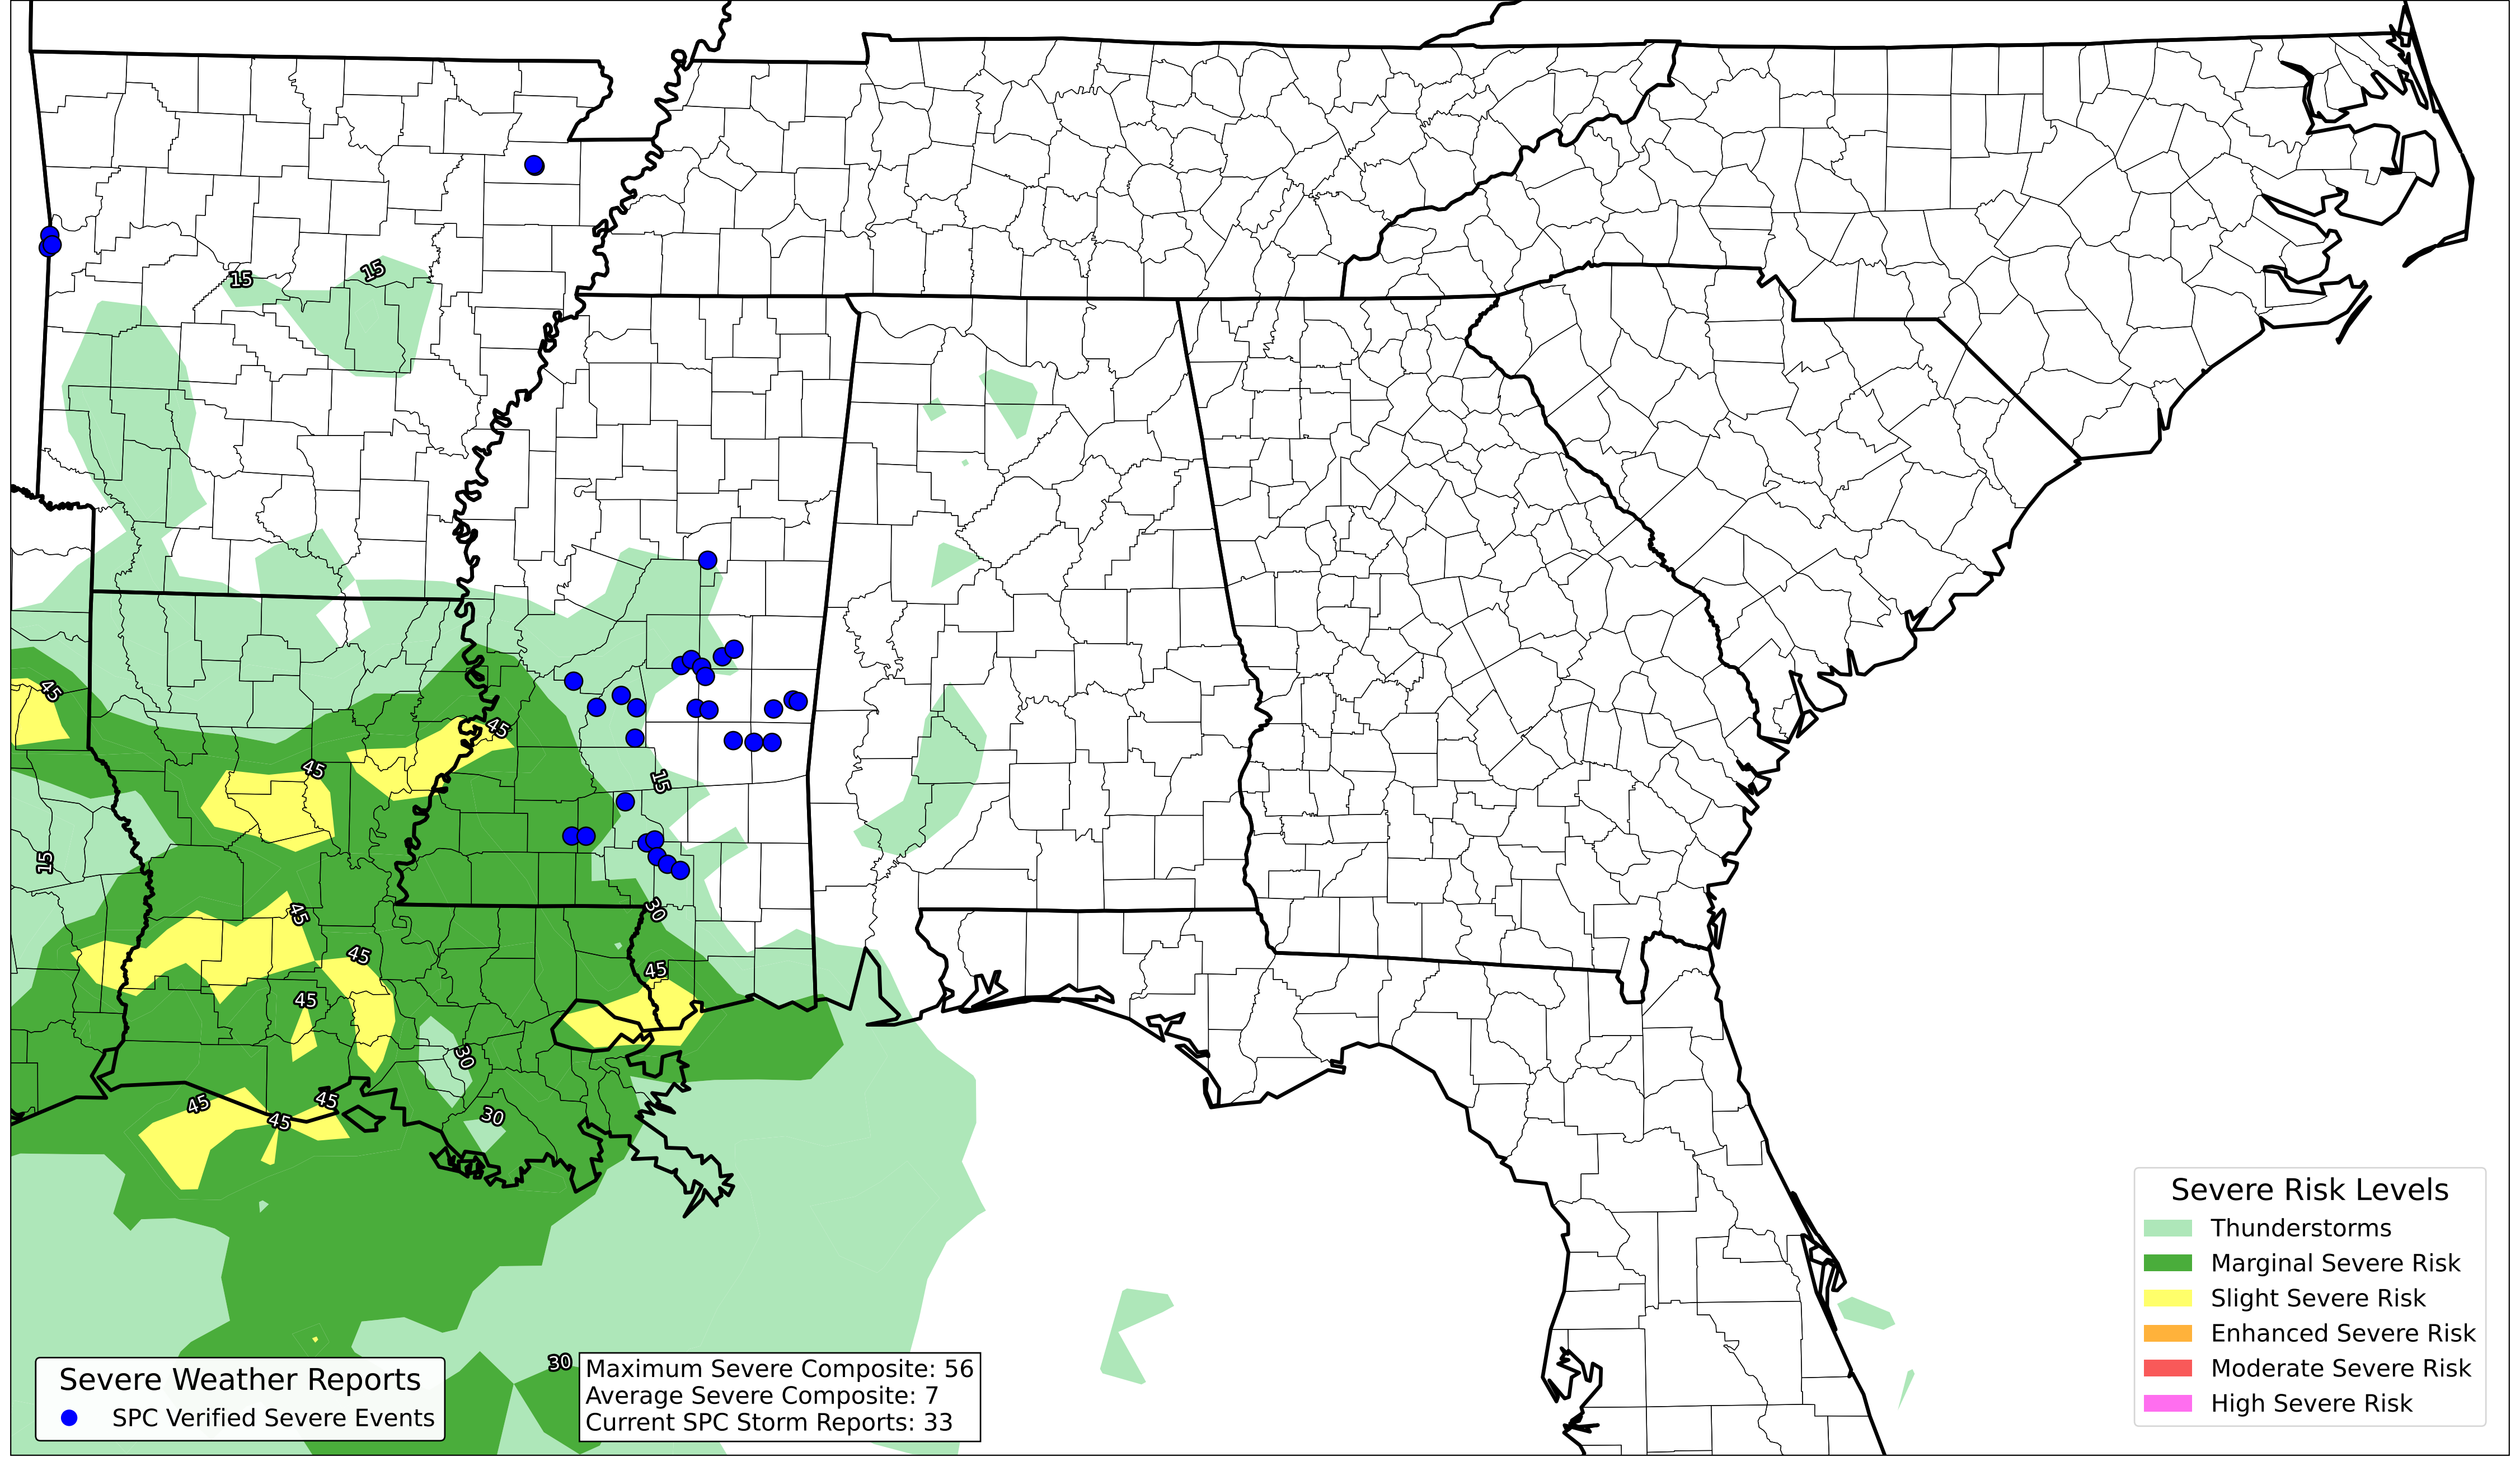 15
15
45
45
45
15
15
45
30
45
45
45
30
45
45
45
30
30
Severe Risk Levels
Thunderstorms
Marginal Severe Risk
Slight Severe Risk
Enhanced Severe Risk
Moderate Severe Risk
High Severe Risk
Severe Weather Reports
SPC Verified Severe Events
Maximum Severe Composite: 56
Average Severe Composite: 7
Current SPC Storm Reports: 33